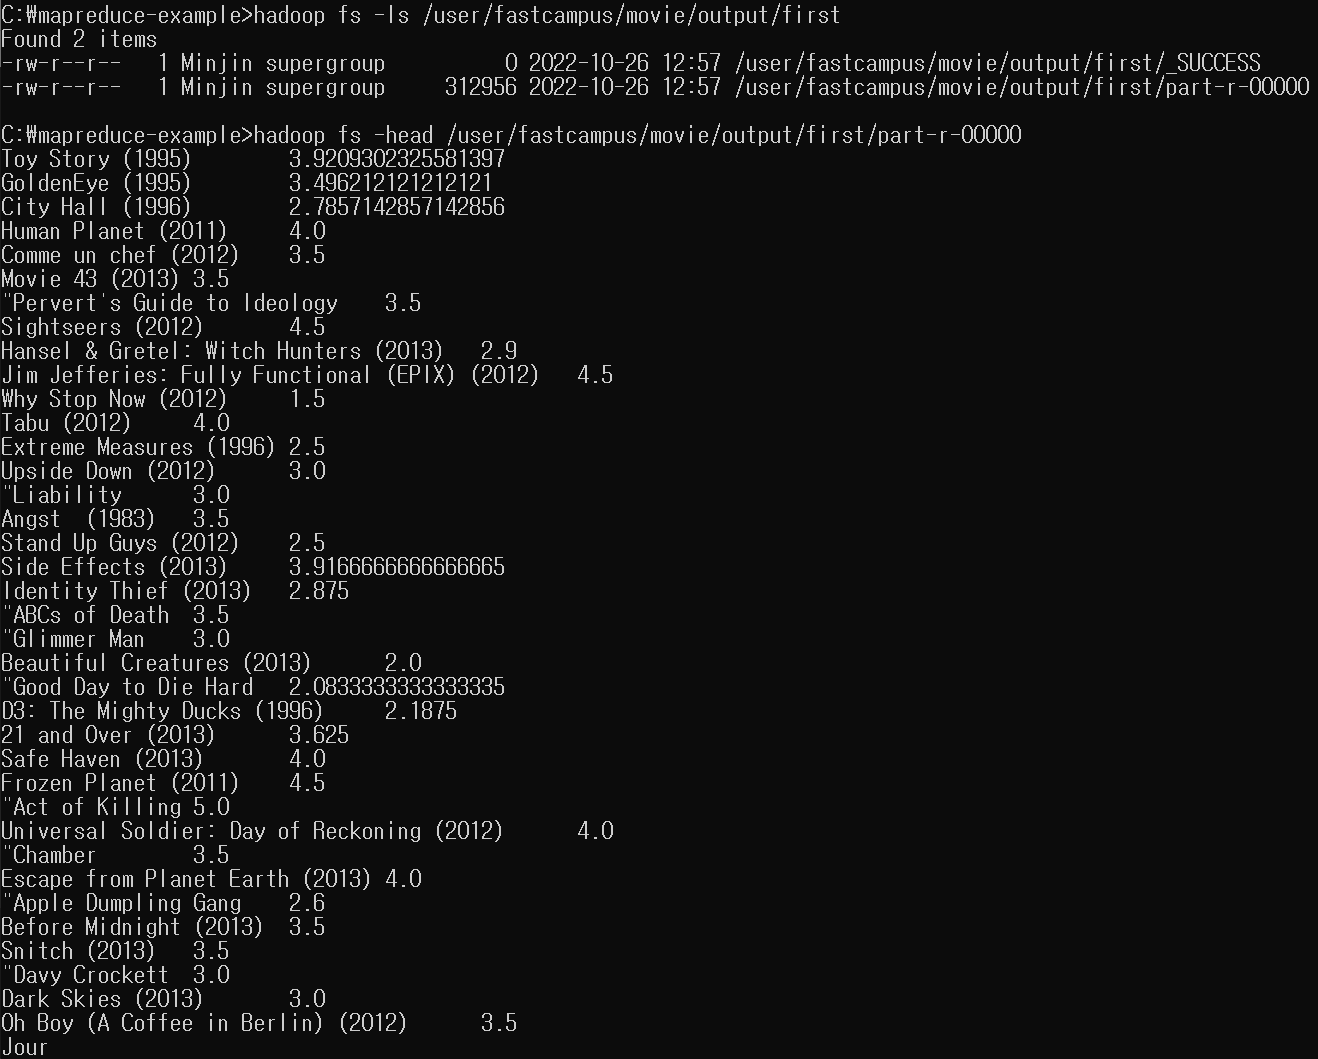 C:₩mapreduce-example>hadoop fs -ls /user/fastcampus/movie/output/first
Found 2 items
-rw-r--r--   1 Minjin supergroup          0 2022-10-26 12:57 /user/fastcampus/movie/output/first/_SUCCESS
-rw-r--r--   1 Minjin supergroup     312956 2022-10-26 12:57 /user/fastcampus/movie/output/first/part-r-00000
C:₩mapreduce-example>hadoop fs -head /user/fastcampus/movie/output/first/part-r-00000
Toy Story (1995)        3.9209302325581397
GoldenEye (1995)        3.496212121212121
City Hall (1996)        2.7857142857142856
Human Planet (2011)     4.0
Comme un chef (2012)    3.5
Movie 43 (2013) 3.5
"Pervert's Guide to Ideology    3.5
Sightseers (2012)       4.5
Hansel & Gretel: Witch Hunters (2013)   2.9
Jim Jefferies: Fully Functional (EPIX) (2012)   4.5
Why Stop Now (2012)     1.5
Tabu (2012)     4.0
Extreme Measures (1996) 2.5
Upside Down (2012)      3.0
"Liability      3.0
Angst  (1983)   3.5
Stand Up Guys (2012)    2.5
Side Effects (2013)     3.9166666666666665
Identity Thief (2013)   2.875
"ABCs of Death  3.5
"Glimmer Man    3.0
Beautiful Creatures (2013)      2.0
"Good Day to Die Hard   2.0833333333333335
D3: The Mighty Ducks (1996)     2.1875
21 and Over (2013)      3.625
Safe Haven (2013)       4.0
Frozen Planet (2011)    4.5
"Act of Killing 5.0
Universal Soldier: Day of Reckoning (2012)      4.0
"Chamber        3.5
Escape from Planet Earth (2013) 4.0
"Apple Dumpling Gang    2.6
Before Midnight (2013)  3.5
Snitch (2013)   3.5
"Davy Crockett  3.0
Dark Skies (2013)       3.0
Oh Boy (A Coffee in Berlin) (2012)      3.5
Jour